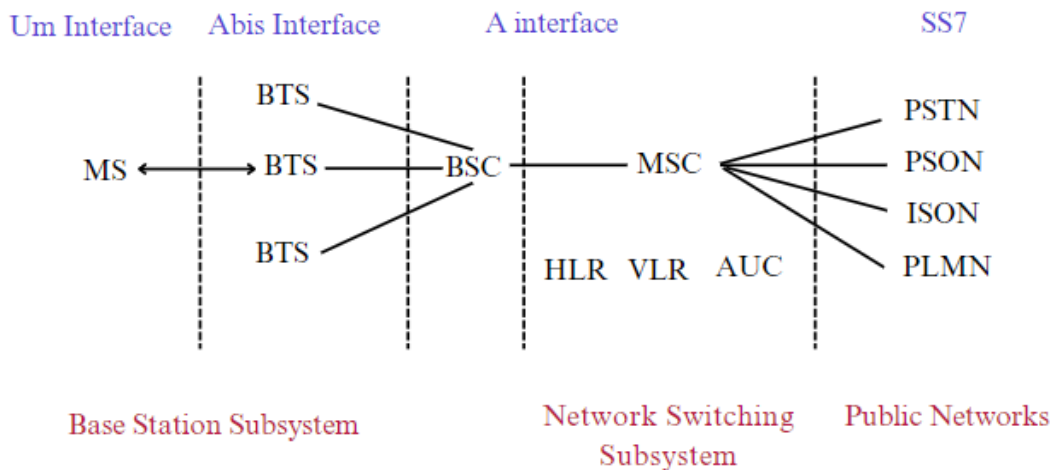 Um Interface
Abis Interface
A interface
SS7
BTS
PSTN
MS
BTS
BSC
MSC
PSON
ISON
BTS
HLR
VLR
AUC
PLMN
Base Station Subsystem
Network Switching
Subsystem
Public Networks